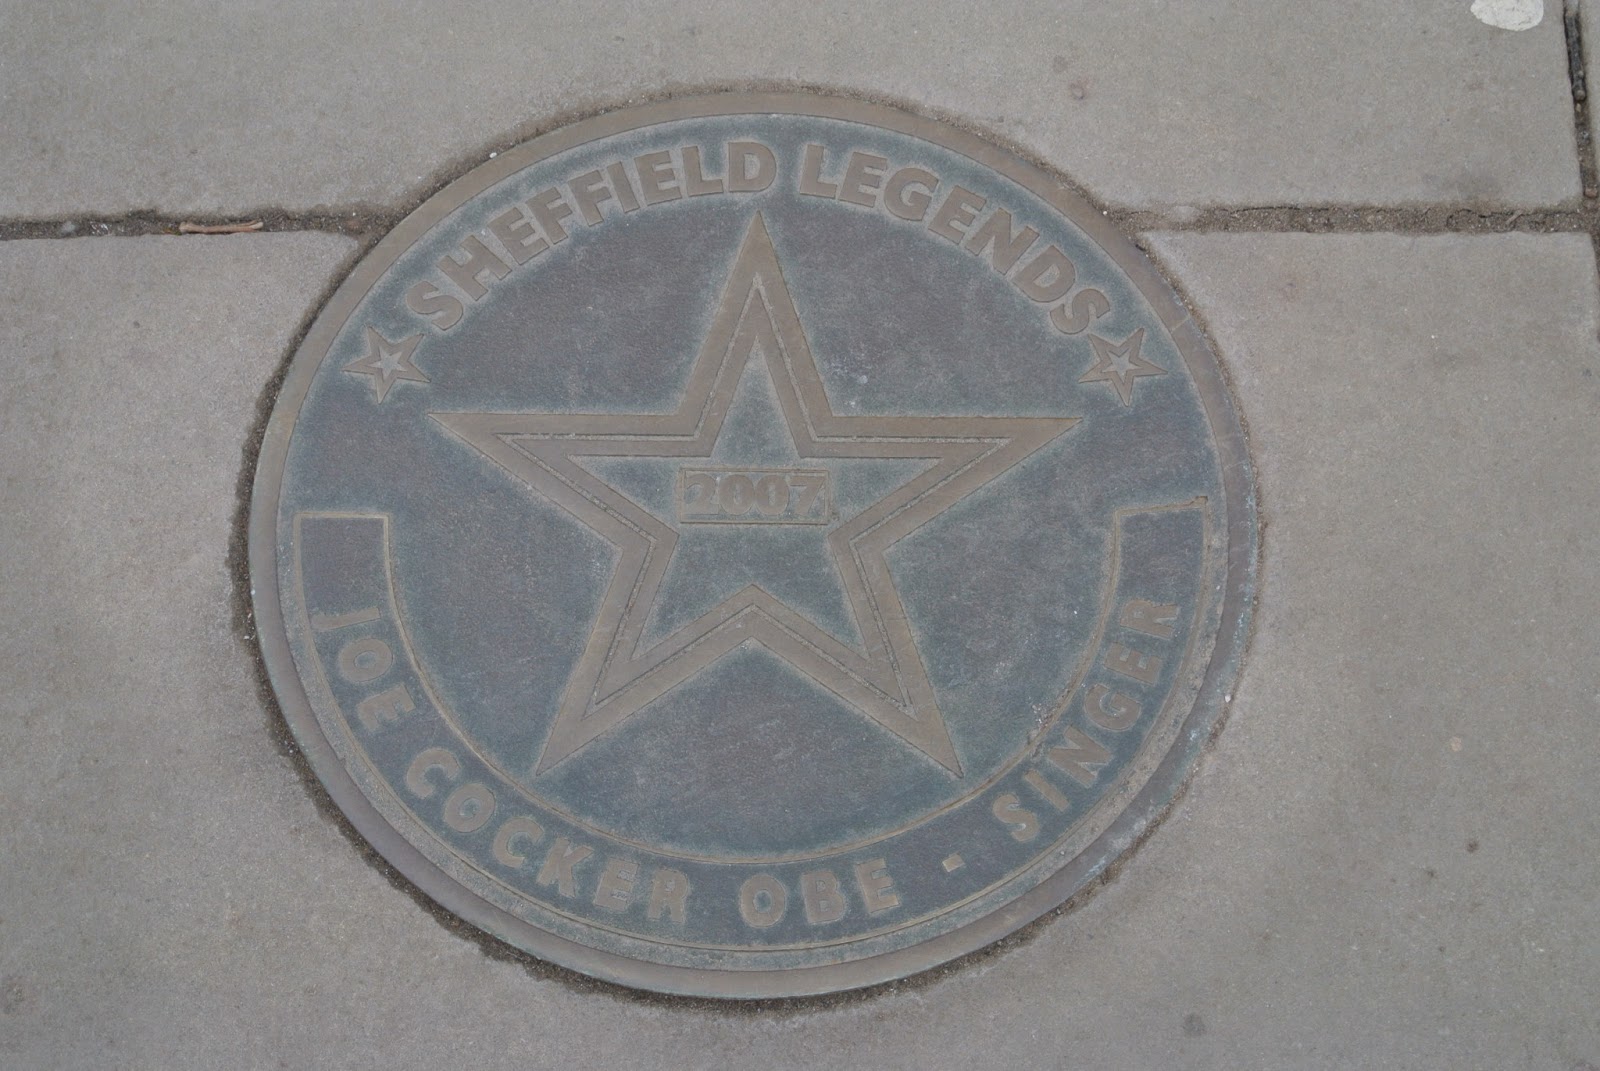 SHEFFIELD LEGENDS
2007
JOE COCKER OBE - SINGER